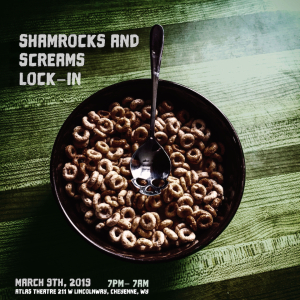 SHAMROCKS AND
SCREAMS
LOCK-IN
MARCH 9TH, 2019 7PM- 7AM
ATLAS THEATRE 211 W LINCOLNWAY, CHEYENNE, WY